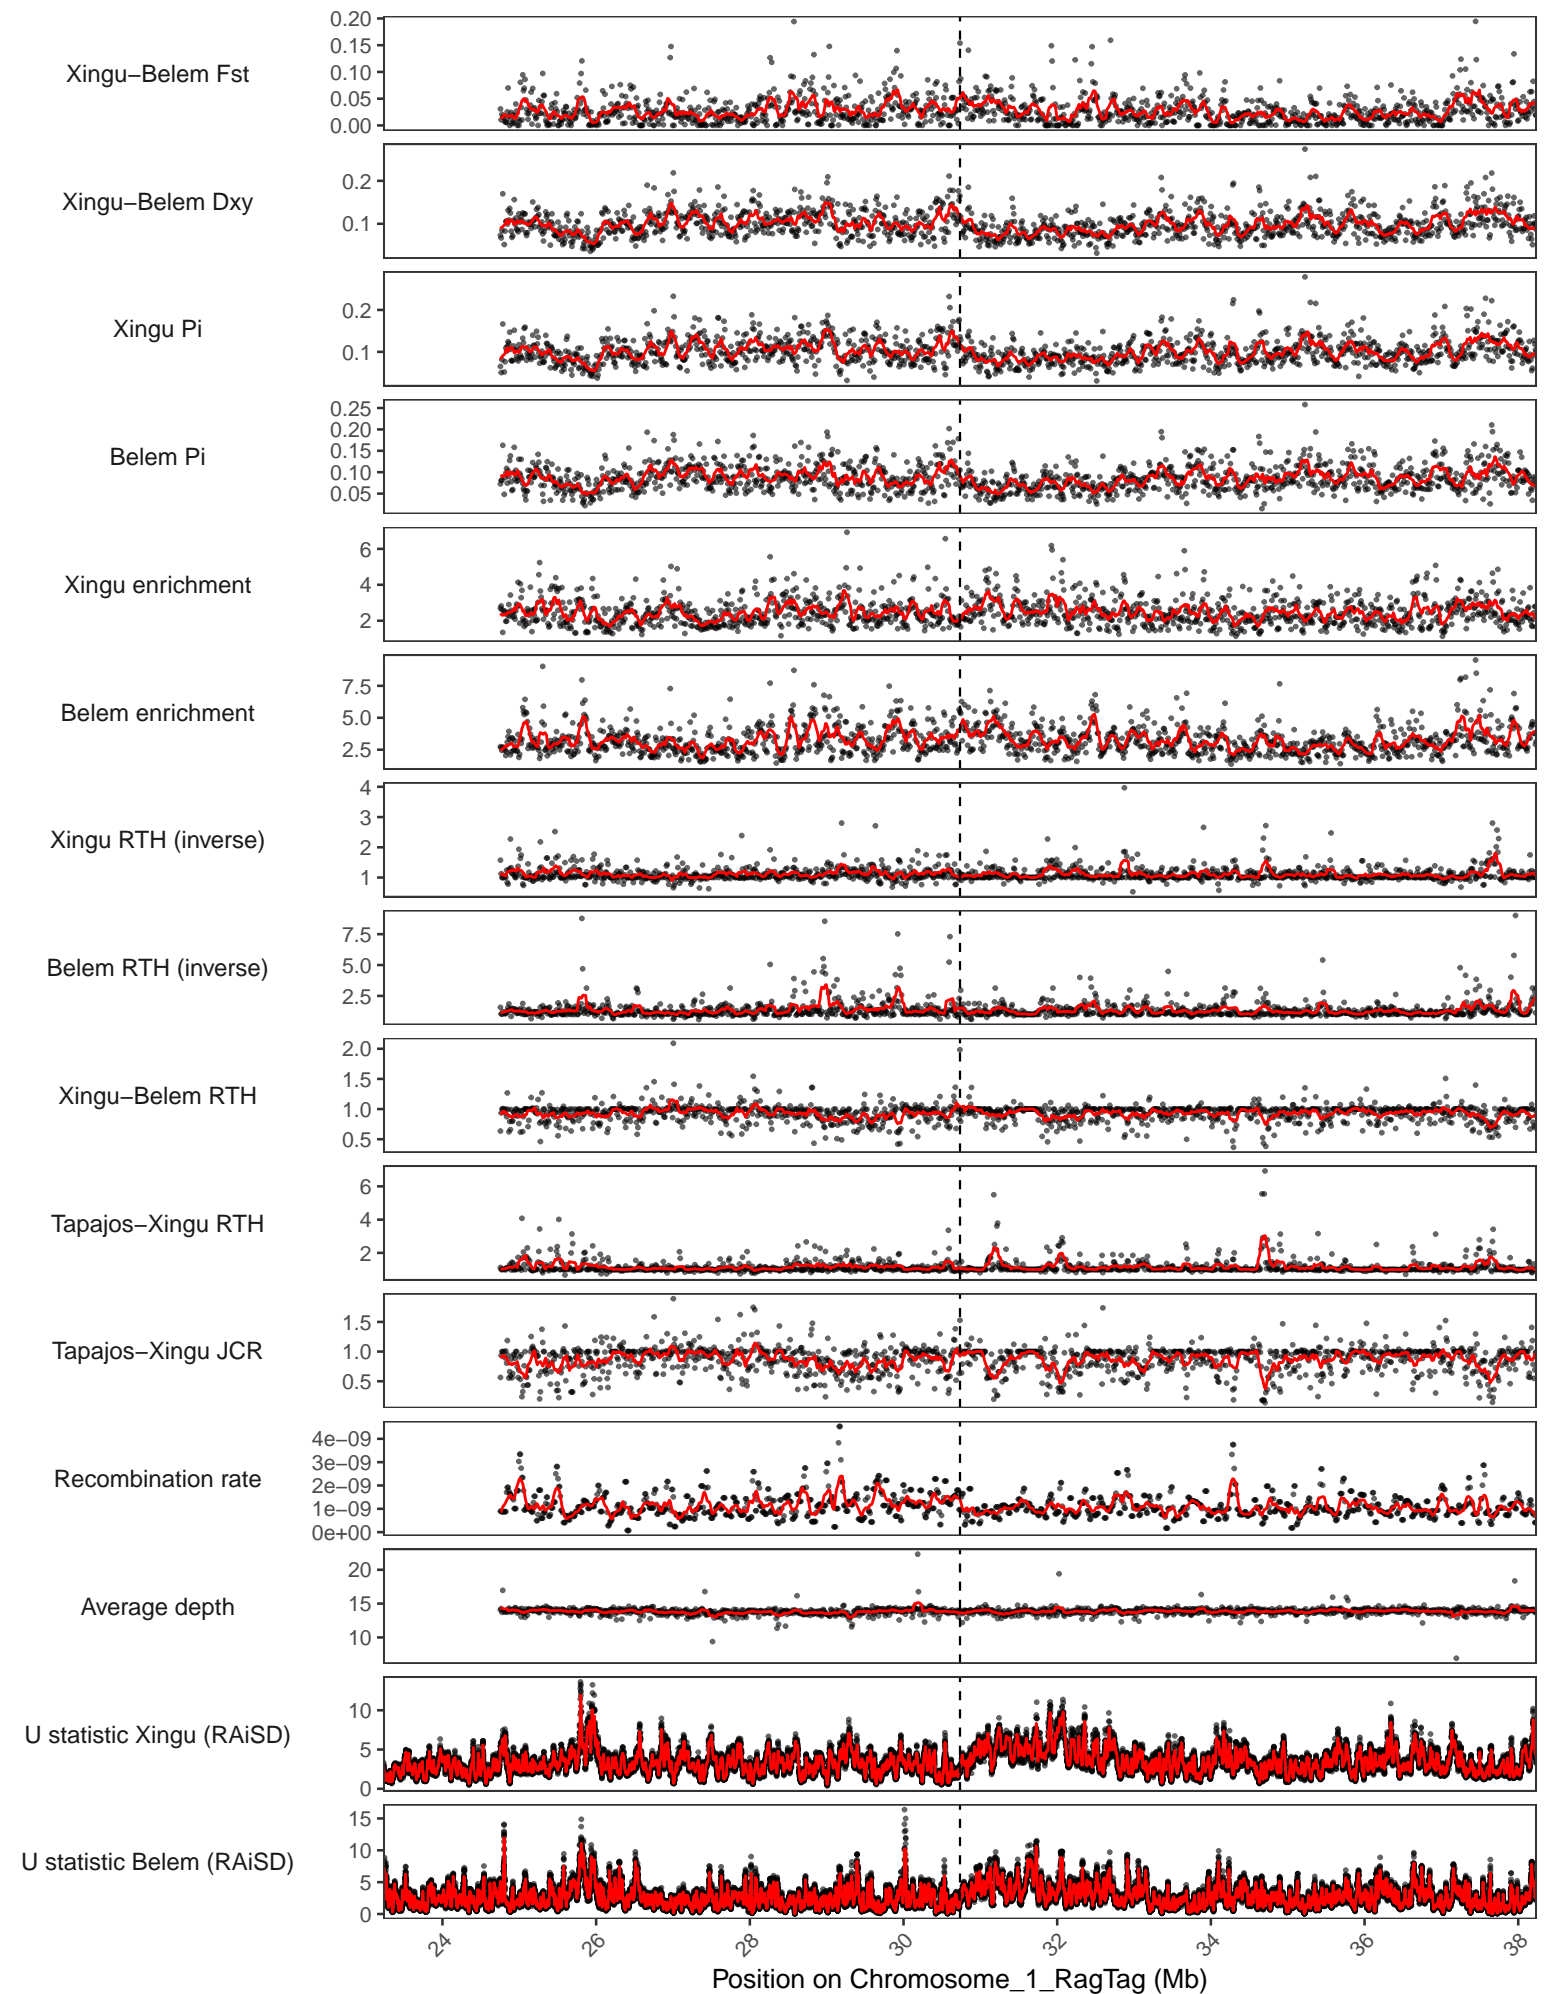 Xingu−Belem Fst
0.20
0.15
0.10
0.05
0.00
Xingu−Belem Dxy
0.2
0.1
Xingu Pi
0.2
0.1
Belem Pi
0.25
0.20
0.15
0.10
0.05
Xingu enrichment
6
4
2
Belem enrichment
7.5
5.0
2.5
Xingu RTH (inverse)
4
3
2
1
Belem RTH (inverse)
7.5
5.0
2.5
Xingu−Belem RTH
2.0
1.5
1.0
0.5
Tapajos−Xingu RTH
6
4
2
Tapajos−Xingu JCR
1.5
1.0
0.5
Recombination rate
4e−09
3e−09
2e−09
1e−09
0e+00
Average depth
20
15
10
U statistic Xingu (RAiSD)
10
5
0
U statistic Belem (RAiSD)
15
10
5
0
24 26 28 30 32 34 36 38
Position on Chromosome_1_RagTag (Mb)